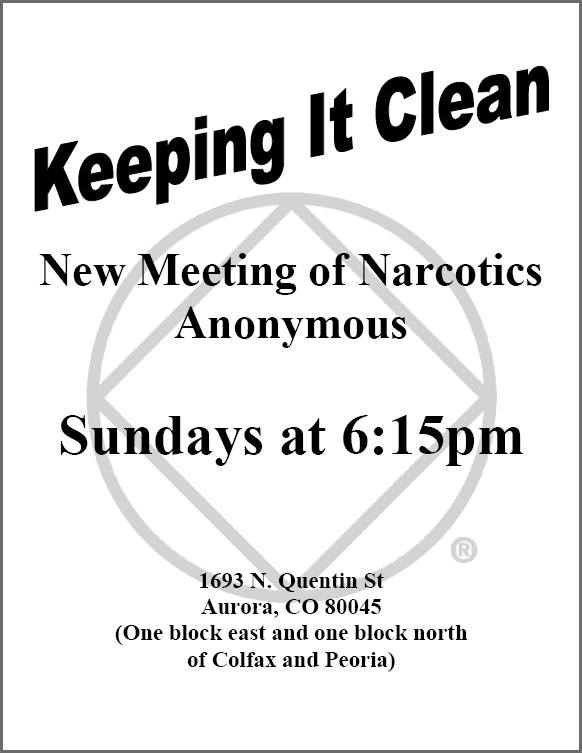 Keeping It Clean
New Meeting of Narcotics
Anonymous
Sundays at 6:15pm
®
1693 N. Quentin St
Aurora, CO 80045
(One block east and one block north
of Colfax and Peoria)